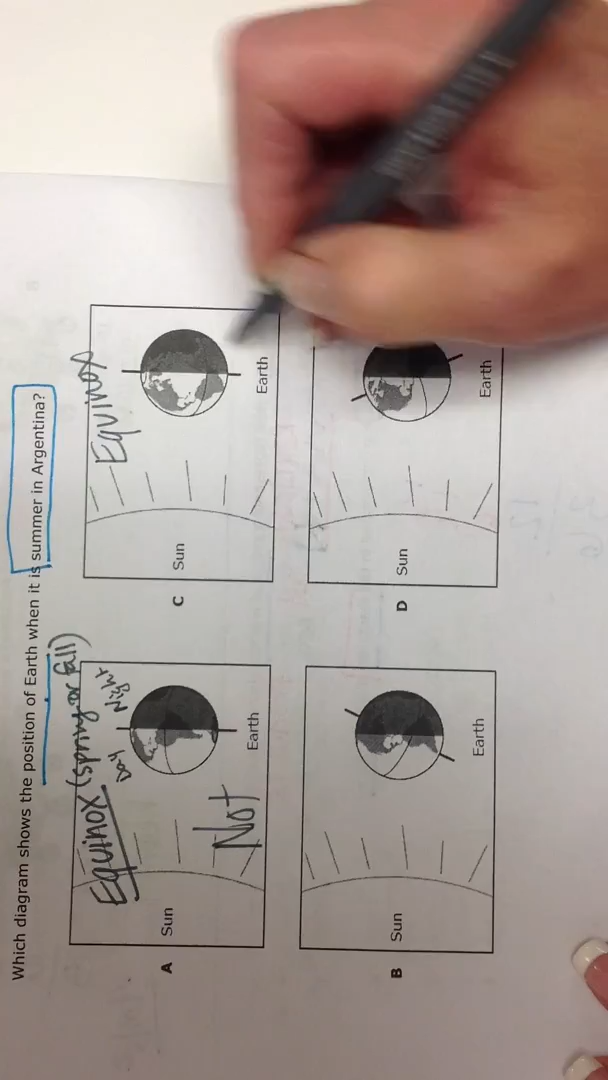 Which diagram shows the position of Earth when it is summer in Argentina?
Equinox (spring or fall)
Day
Night
Not
Sun
Earth
A
Equinox
Sun
Earth
C
Sun
Earth
B
Sun
Earth
D